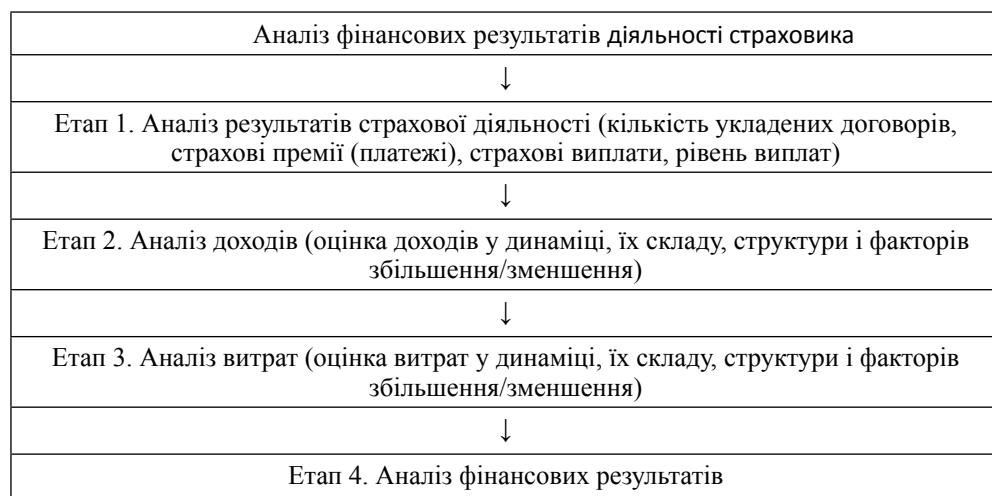 Аналіз фінансових результатів діяльності страховика
↓
Етап 1. Аналіз результатів страхової діяльності (кількість укладених договорів,
страхові премії (платежі), страхові виплати, рівень виплат)
↓
Етап 2. Аналіз доходів (оцінка доходів у динаміці, їх складу, структури і факторів
збільшення/зменшення)
↓
Етап 3. Аналіз витрат (оцінка витрат у динаміці, їх складу, структури і факторів
збільшення/зменшення)
↓
Етап 4. Аналіз фінансових результатів